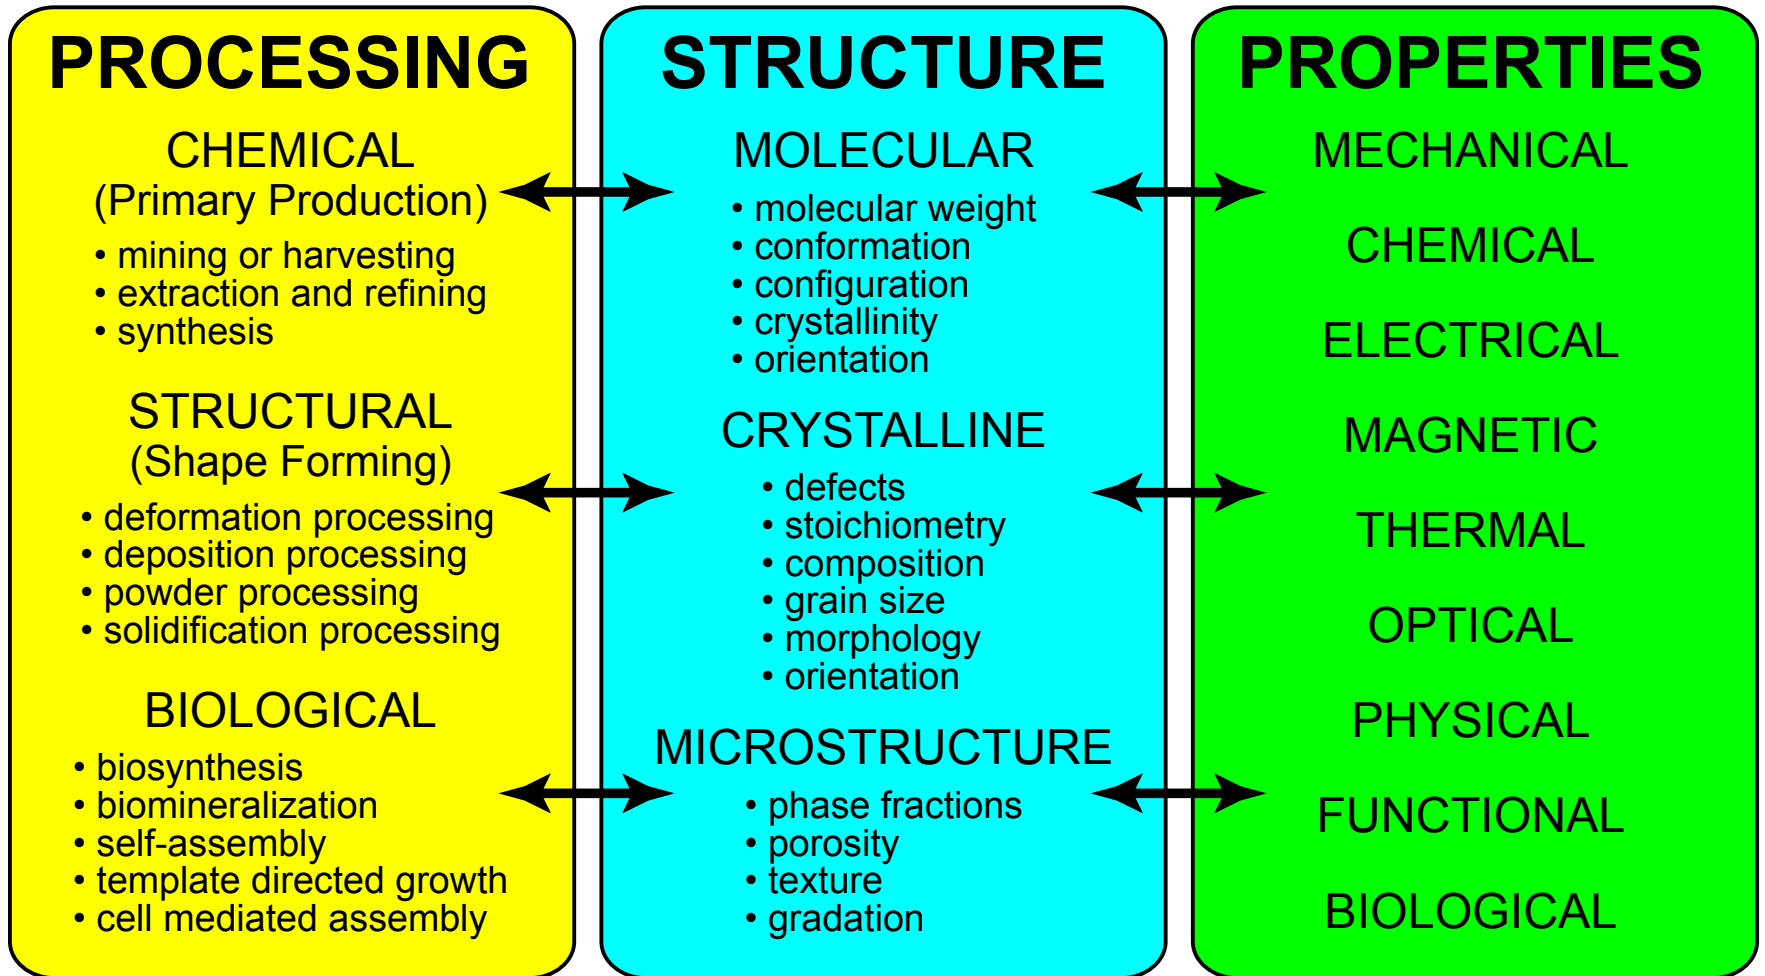 PROCESSING
CHEMICAL
(Primary Production)
• mining or harvesting
• extraction and refining
• synthesis
STRUCTURAL
(Shape Forming)
• deformation processing
• deposition processing
• powder processing
• solidification processing
BIOLOGICAL
• biosynthesis
• biomineralization
• self-assembly
• template directed growth
• cell mediated assembly
STRUCTURE
MOLECULAR
• molecular weight
• conformation
• configuration
• crystallinity
• orientation
CRYSTALLINE
• defects
• stoichiometry
• composition
• grain size
• morphology
• orientation
MICROSTRUCTURE
• phase fractions
• porosity
• texture
• gradation
PROPERTIES
MECHANICAL
CHEMICAL
ELECTRICAL
MAGNETIC
THERMAL
OPTICAL
PHYSICAL
FUNCTIONAL
BIOLOGICAL